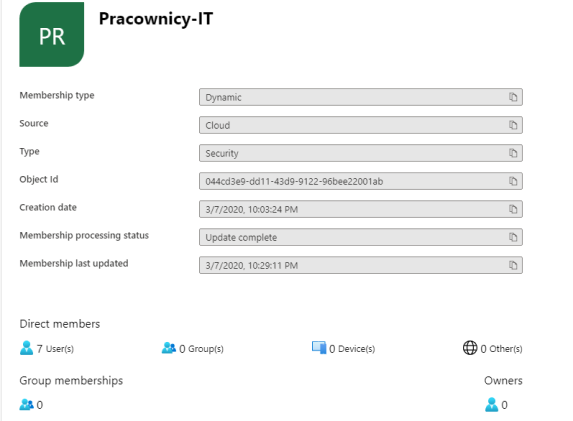 PR
Pracownicy-IT
Membership type Dynamic
Source Cloud
Type Security
Object Id 044cd3e9-dd11-43d9-9122-96bee22001ab
Creation date 3/7/2020, 10:03:24 PM
Membership processing status Update complete
Membership last updated 3/7/2020, 10:29:11 PM
Direct members
7 User(s) 0 Group(s) 0 Device(s) 0 Other(s)
Group memberships Owners
0 0